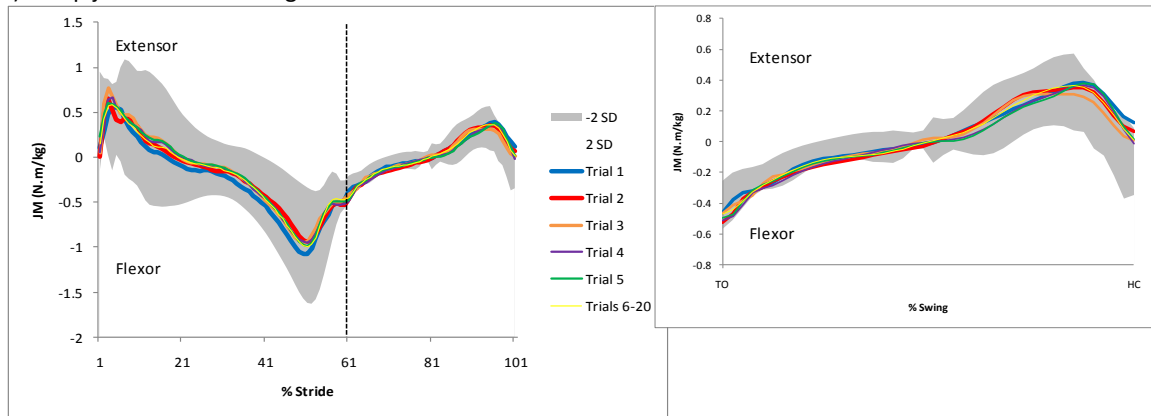 1.5
1
0.5
0
-0.5
-1
-1.5
-2
JM (N.m/kg)
Extensor
Flexor
1
21
41
61
81
101
% Stride
-2 SD
2 SD
Trial 1
Trial 2
Trial 3
Trial 4
Trial 5
Trials 6-20
0.8
0.6
0.4
0.2
0
-0.2
-0.4
-0.6
-0.8
JM (N.m/kg)
Extensor
Flexor
TO
HC
% Swing